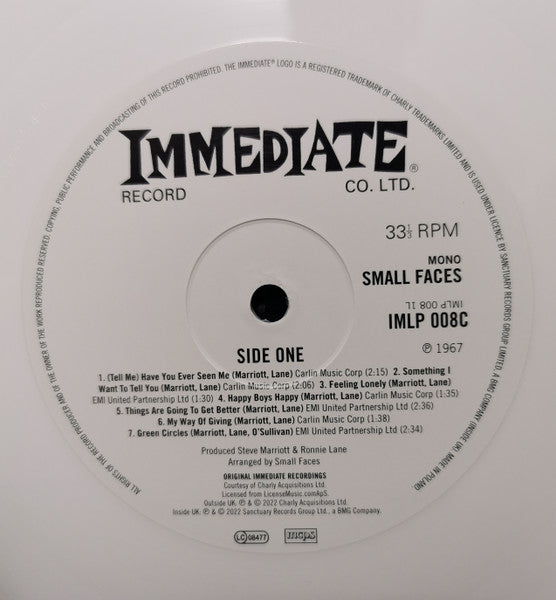 ALL RIGHTS OF THE RECORD PRODUCER AND OF THE OWNER OF THE WORK REPRODUCED RESERVED. COPYING, PUBLIC PERFORMANCE AND BROADCASTING OF THIS RECORD PROHIBITED. THE IMMEDIATE® LOGO IS A REGISTERED TRADEMARK OF CHARLY TRADEMARKS LIMITED AND IS USED UNDER LICENCE BY SANCTUARY RECORDS GROUP LIMITED, A BMG COMPANY (INSIDE UK). MADE IN POLAND.
IMMEDIATE®
RECORD CO. LTD.
33⅓ RPM
MONO
SMALL FACES
IMLP 008 1L
IMLP 008C
SIDE ONE
℗ 1967
1. (Tell Me) Have You Ever Seen Me (Marriott, Lane) Carlin Music Corp (2:15) 2. Something I
Want To Tell You (Marriott, Lane) Carlin Music Corp (2:06) 3. Feeling Lonely (Marriott, Lane)
EMI United Partnership Ltd (1:30) 4. Happy Boys Happy (Marriott, Lane) Carlin Music Corp (1:35)
5. Things Are Going To Get Better (Marriott, Lane) EMI United Partnership Ltd (2:36)
6. My Way Of Giving (Marriott, Lane) Carlin Music Corp (1:38)
7. Green Circles (Marriott, Lane, O'Sullivan) EMI United Partnership Ltd (2:34)
Produced Steve Marriott & Ronnie Lane
Arranged by Small Faces
ORIGINAL IMMEDIATE RECORDINGS
Courtesy of Charly Acquisitions Ltd.
Licensed from LicenseMusic.comApS.
Outside UK: ℗ & © 2022 Charly Acquisitions Ltd.
Inside UK: ℗ & © 2022 Sanctuary Records Group Ltd., a BMG Company.
LC 08477 mcps